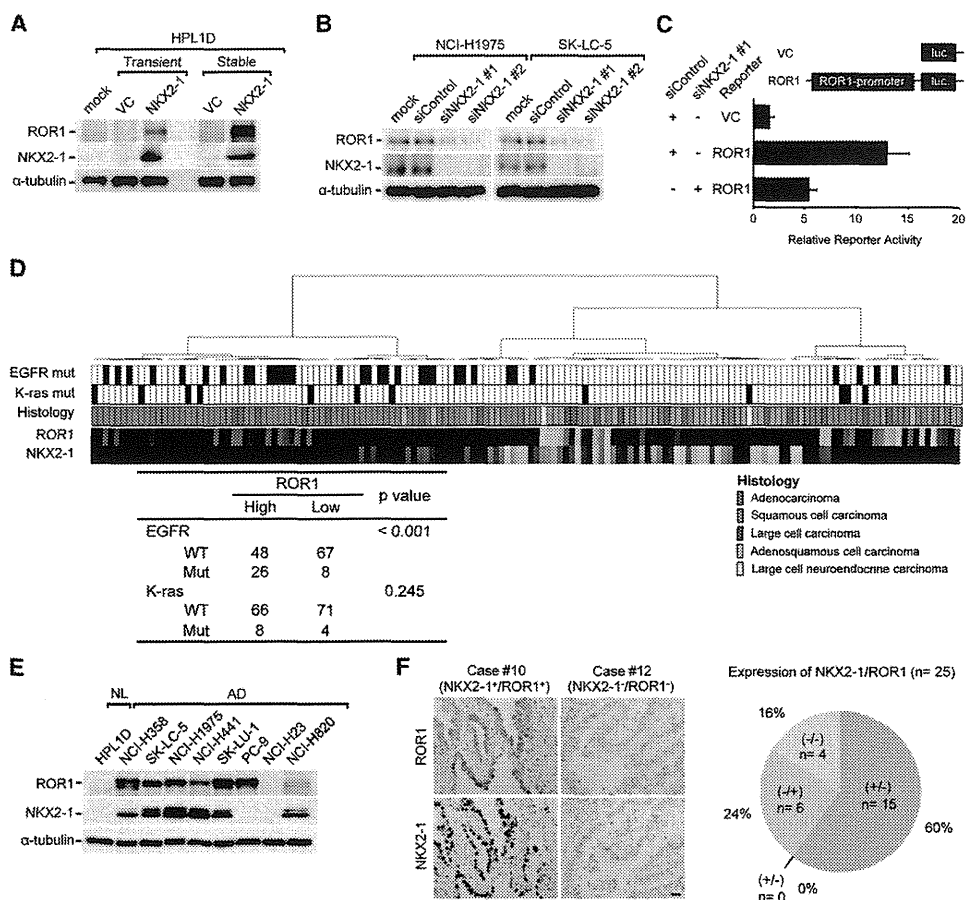 A
HPL1D
Transient Stable
mock VC NKX2-1 VC NKX2-1
ROR1
NKX2-1
α-tubulin
B
NCI-H1975 SK-LC-5
mock siControl siNKX2-1 #1 siNKX2-1 #2 mock siControl siNKX2-1 #1 siNKX2-1 #2
ROR1
NKX2-1
α-tubulin
C
siControl siNKX2-1 #1 Reporter
VC luc
ROR1 ROR1-promoter luc
+ - VC
+ - ROR1
- + ROR1
0 5 10 15 20
Relative Reporter Activity
D
EGFR mut
K-ras mut
Histology
ROR1
NKX2-1
ROR1 p value
High Low
EGFR < 0.001
WT 48 67
Mut 26 8
K-ras 0.245
WT 66 71
Mut 8 4
Histology
Adenocarcinoma
Squamous cell carcinoma
Large cell carcinoma
Adenosquamous cell carcinoma
Large cell neuroendocrine carcinoma
E
NL AD
HPL1D NCI-H358 SK-LC-5 NCI-H1975 NCI-H441 SK-LU-1 PC-9 NCI-H23 NCI-H820
ROR1
NKX2-1
α-tubulin
F
Case #10 Case #12
(NKX2-1⁺/ROR1⁺) (NKX2-1⁻/ROR1⁻)
ROR1
NKX2-1
Expression of NKX2-1/ROR1 (n= 25)
16%
(-/-)
n= 4
(-/+)
n= 6
24%
(+/-)
n= 15
60%
(+/-)
n= 0
0%